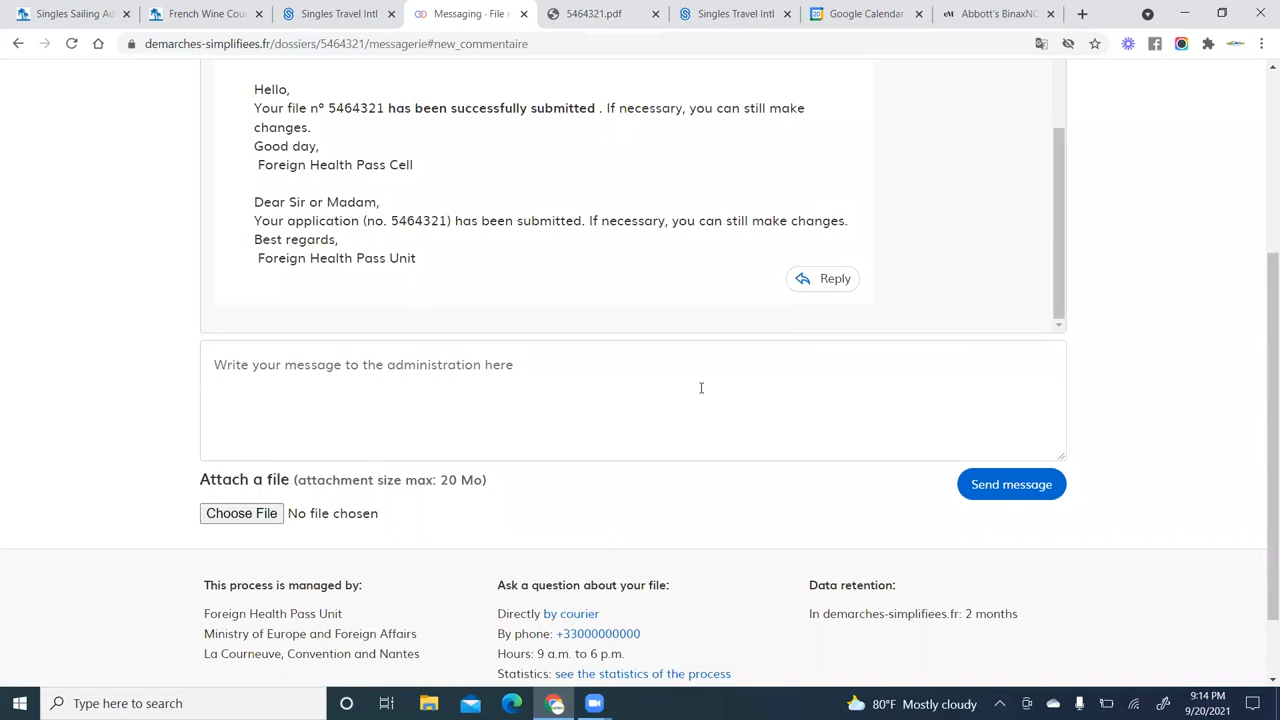 Singles Sailing Ad
French Wine Cou
Singles Travel Intl
Messaging · File
5464321.pdf
Singles Travel Intl
Google Calendar
Abbott's BinaxNC
demarches-simplifiees.fr/dossiers/5464321/messagerie#new_commentaire
Hello,
Your file nº 5464321 has been successfully submitted . If necessary, you can still make
changes.
Good day,
Foreign Health Pass Cell
Dear Sir or Madam,
Your application (no. 5464321) has been submitted. If necessary, you can still make changes.
Best regards,
Foreign Health Pass Unit
Reply
Write your message to the administration here
Attach a file (attachment size max: 20 Mo)
Send message
Choose File No file chosen
This process is managed by:
Foreign Health Pass Unit
Ministry of Europe and Foreign Affairs
La Courneuve, Convention and Nantes
Ask a question about your file:
Directly by courier
By phone: +33000000000
Hours: 9 a.m. to 6 p.m.
Statistics: see the statistics of the process
Data retention:
In demarches-simplifiees.fr: 2 months
Type here to search
80°F Mostly cloudy
9:14 PM
9/20/2021